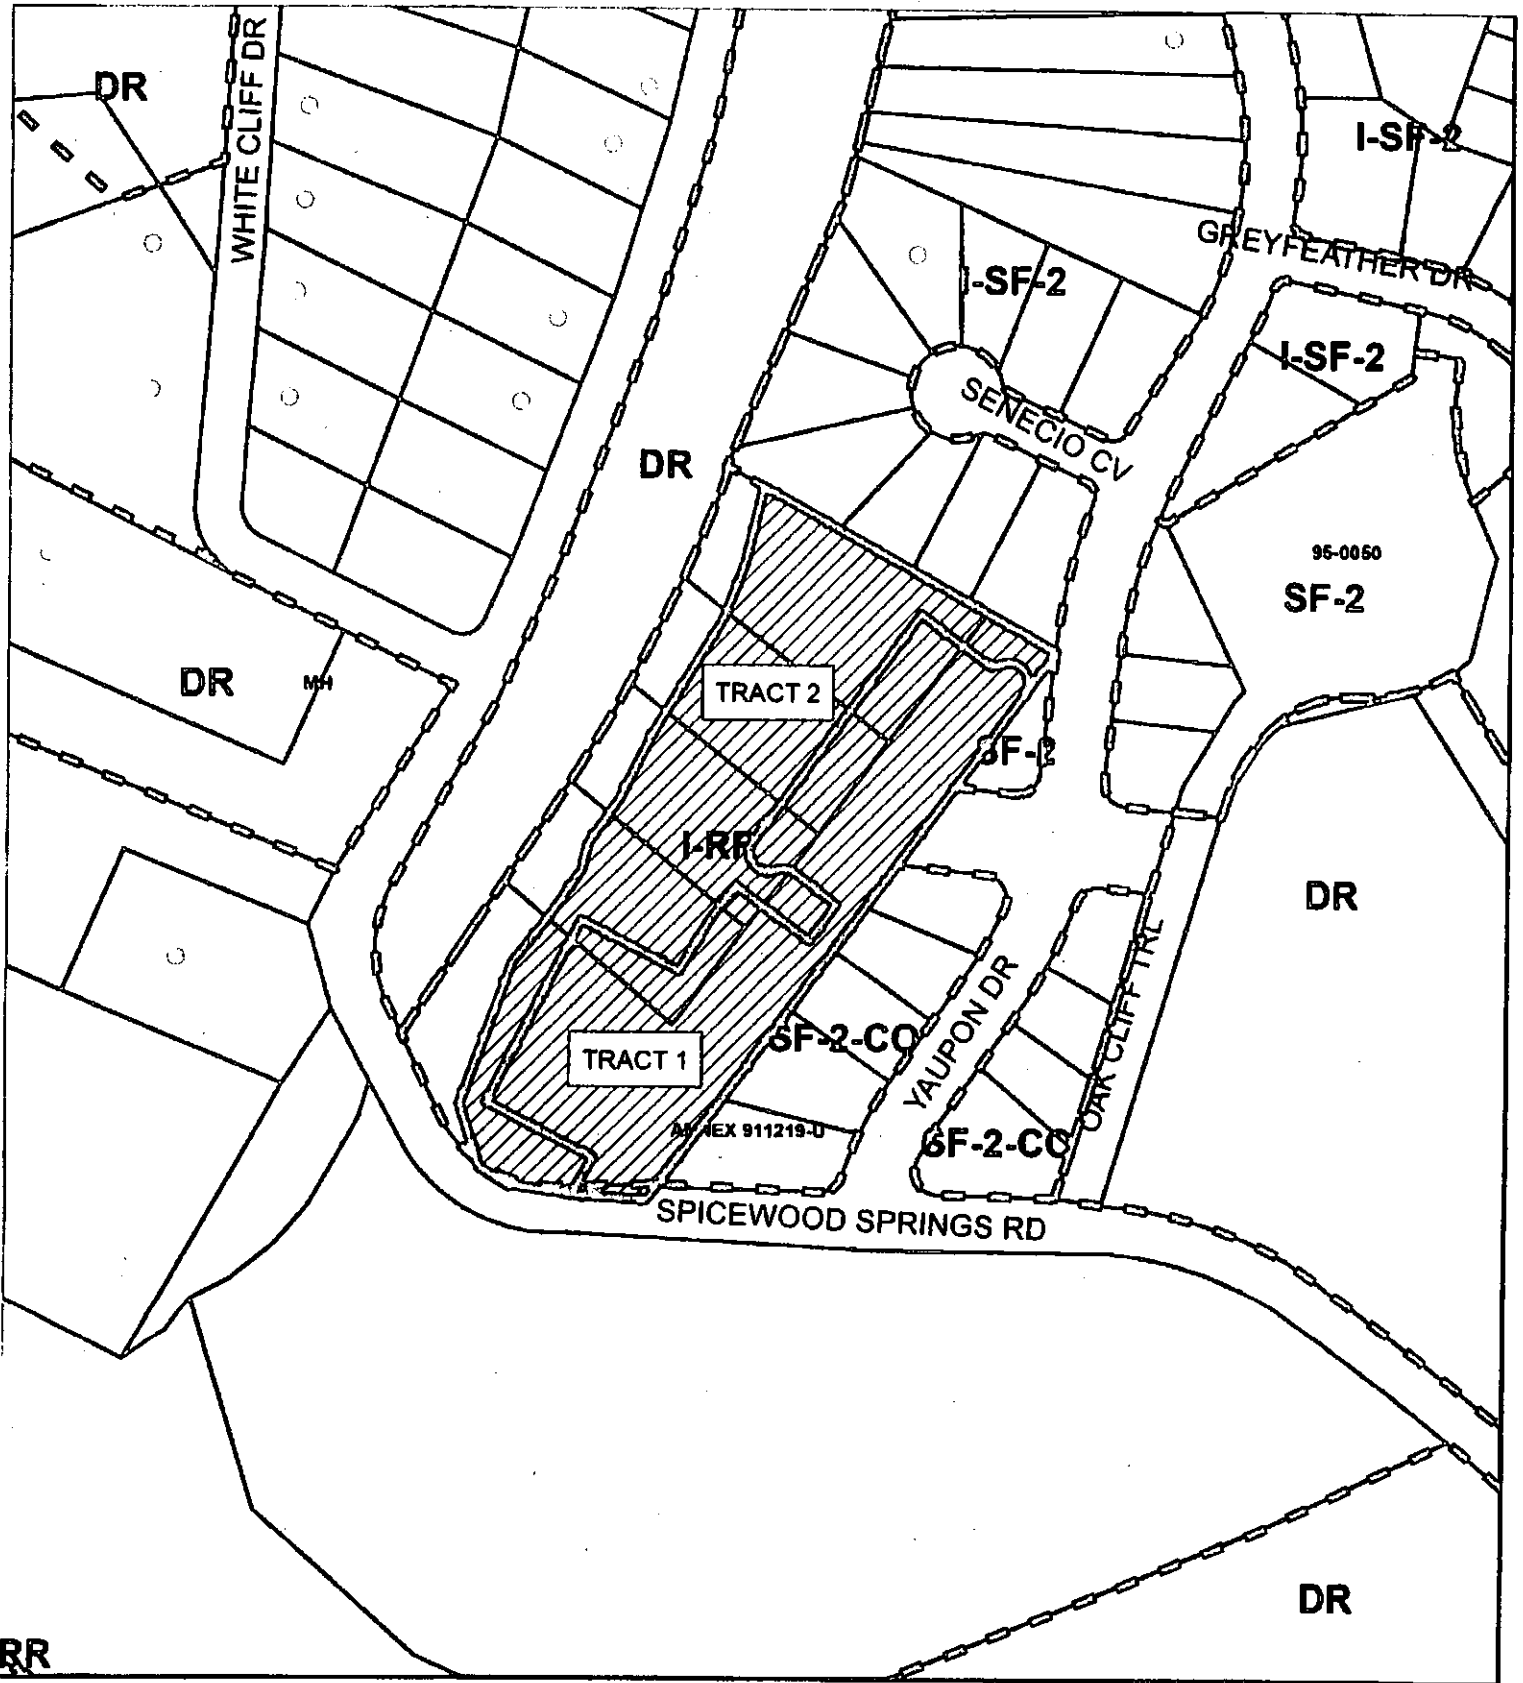 DR
WHITE CLIFF DR
I-SF-2
GREYFEATHER DR
I-SF-2
I-SF-2
SENECIO CV
DR
95-0050
SF-2
DR
MH
TRACT 2
SF-2
I-RR
DR
OAK CLIFF TRL
YAUPON DR
SF-2-CO
TRACT 1
ANNEX 911219-U
SF-2-CO
SPICEWOOD SPRINGS RD
DR
RR